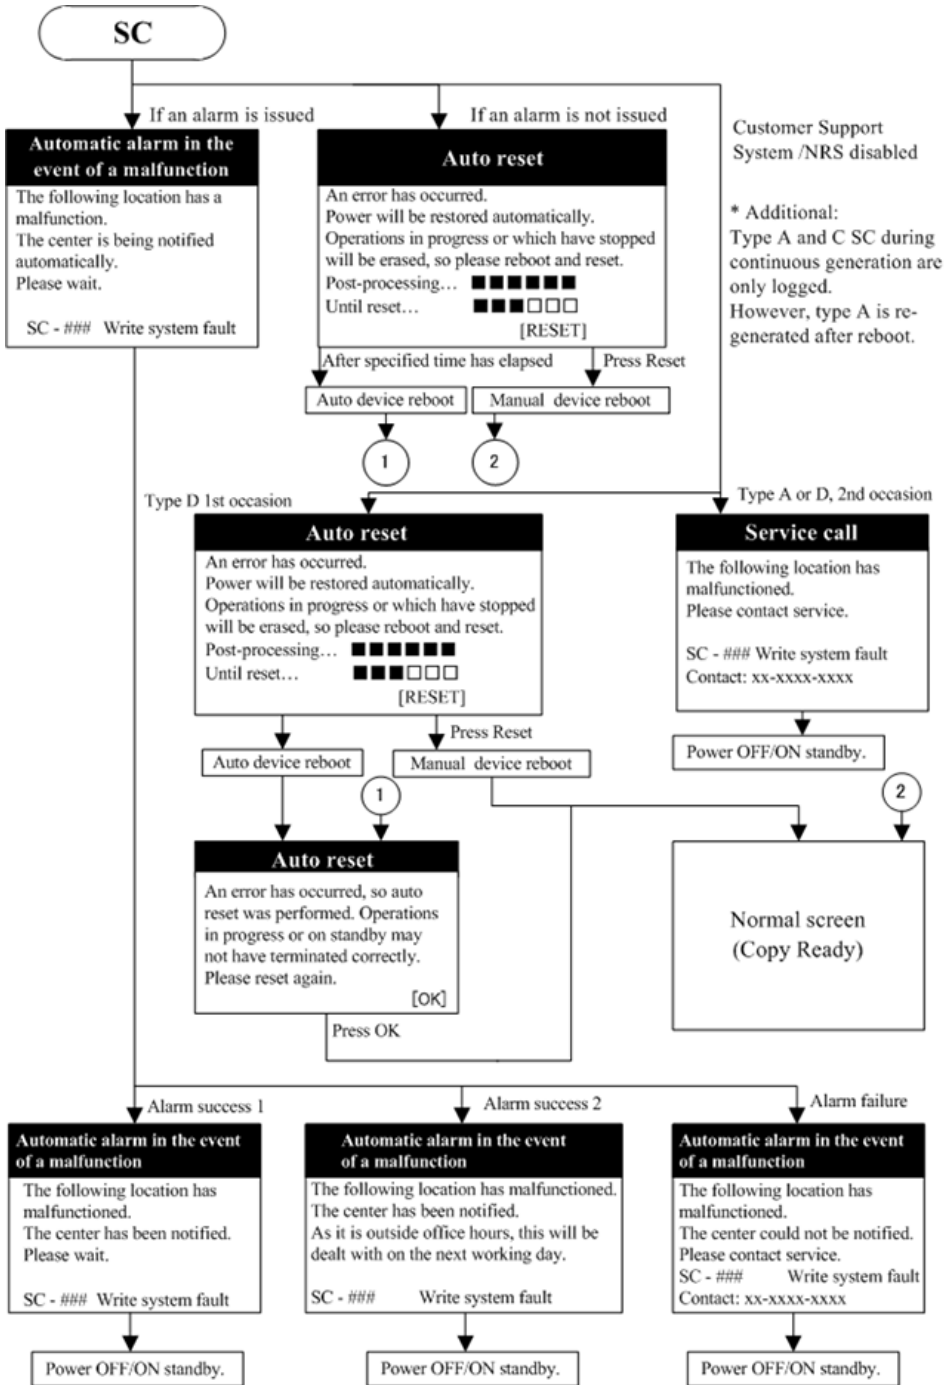 SC
If an alarm is issued
If an alarm is not issued
Customer Support
System /NRS disabled
* Additional:
Type A and C SC during
continuous generation are
only logged.
However, type A is re-
generated after reboot.
Automatic alarm in the
event of a malfunction
The following location has a
malfunction.
The center is being notified
automatically.
Please wait.
SC - ### Write system fault
Auto reset
An error has occurred.
Power will be restored automatically.
Operations in progress or which have stopped
will be erased, so please reboot and reset.
Post-processing... ■■■■■■
Until reset... ■■■□□□
[RESET]
After specified time has elapsed
Press Reset
Auto device reboot
Manual device reboot
1
2
Type D 1st occasion
Type A or D, 2nd occasion
Auto reset
An error has occurred.
Power will be restored automatically.
Operations in progress or which have stopped
will be erased, so please reboot and reset.
Post-processing... ■■■■■■
Until reset... ■■■□□□
[RESET]
Service call
The following location has
malfunctioned.
Please contact service.
SC - ### Write system fault
Contact: xx-xxxx-xxxx
Press Reset
Auto device reboot
Manual device reboot
Power OFF/ON standby.
1
2
Auto reset
An error has occurred, so auto
reset was performed. Operations
in progress or on standby may
not have terminated correctly.
Please reset again.
[OK]
Press OK
Normal screen
(Copy Ready)
Alarm success 1
Alarm success 2
Alarm failure
Automatic alarm in the event
of a malfunction
The following location has
malfunctioned.
The center has been notified.
Please wait.
SC - ### Write system fault
Power OFF/ON standby.
Automatic alarm in the event
of a malfunction
The following location has malfunctioned.
The center has been notified.
As it is outside office hours, this will be
dealt with on the next working day.
SC - ### Write system fault
Power OFF/ON standby.
Automatic alarm in the event
of a malfunction
The following location has
malfunctioned.
The center could not be notified.
Please contact service.
SC - ### Write system fault
Contact: xx-xxxx-xxxx
Power OFF/ON standby.